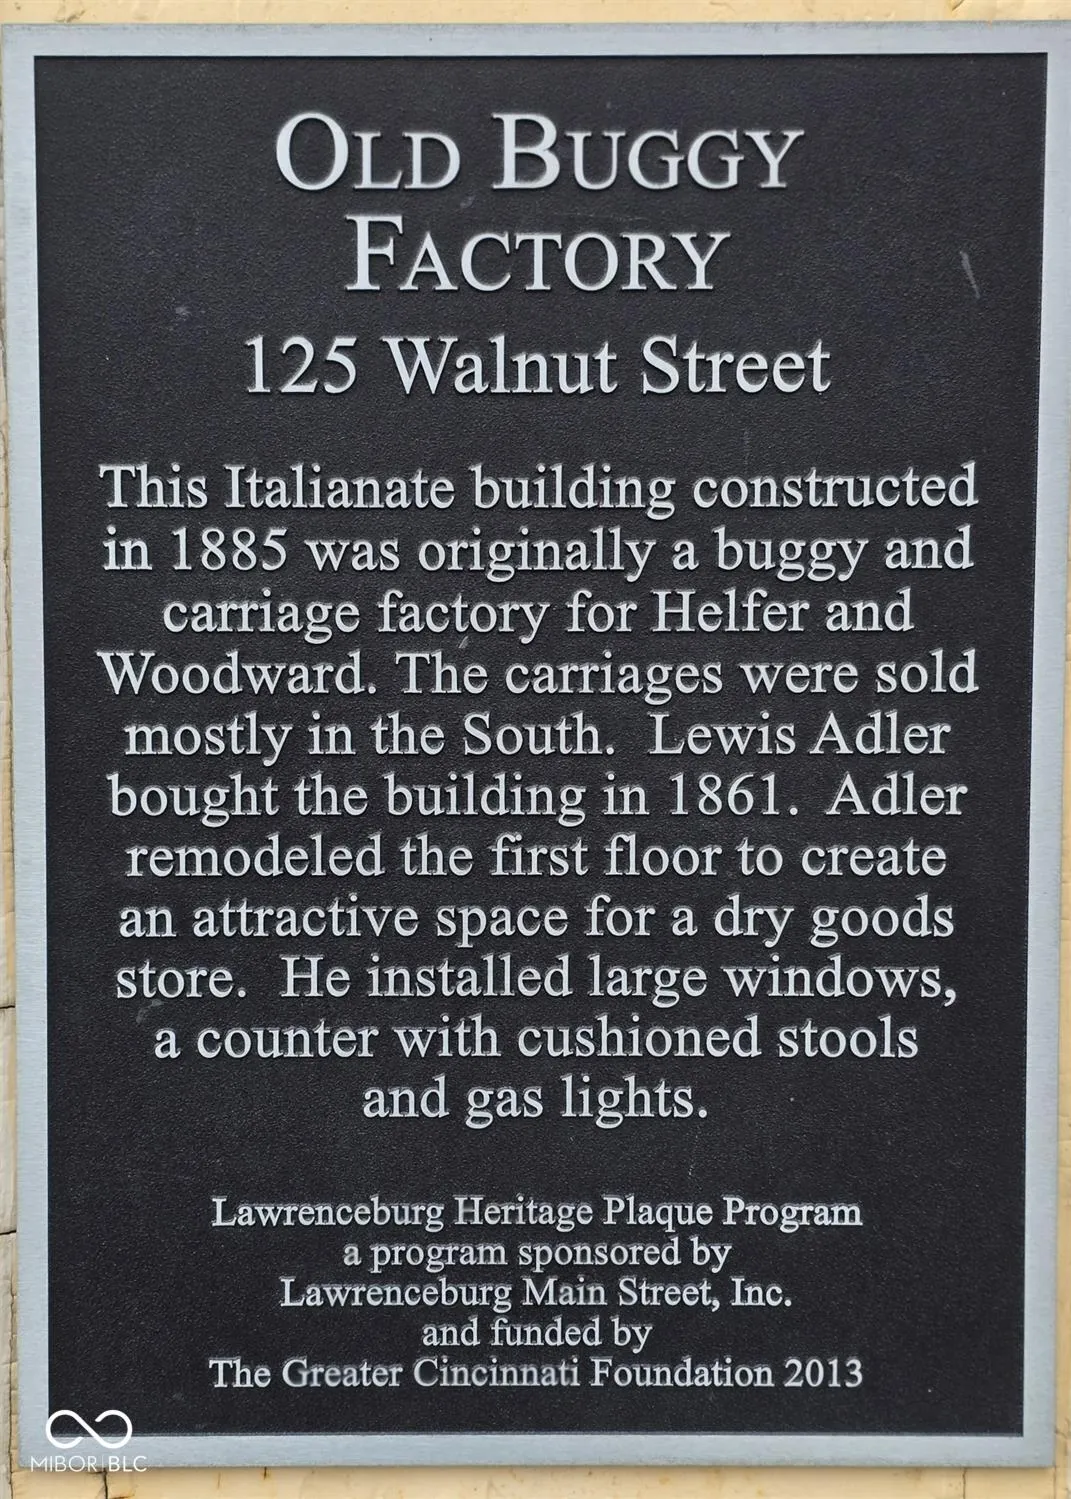 OLD BUGGY
FACTORY
125 Walnut Street
This Italianate building constructed
in 1885 was originally a buggy and
carriage factory for Helfer and
Woodward. The carriages were sold
mostly in the South. Lewis Adler
bought the building in 1861. Adler
remodeled the first floor to create
an attractive space for a dry goods
store. He installed large windows,
a counter with cushioned stools
and gas lights.
Lawrenceburg Heritage Plaque Program
a program sponsored by
Lawrenceburg Main Street, Inc.
and funded by
The Greater Cincinnati Foundation 2013
MIBOR|BLC